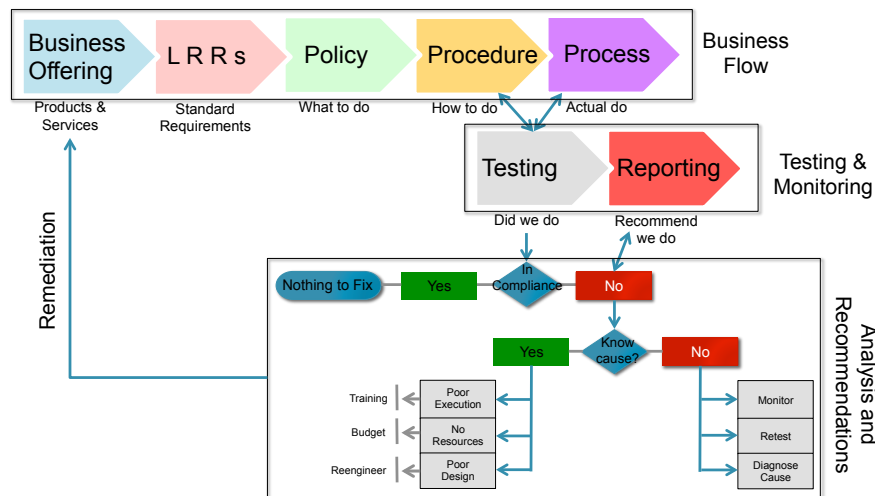 Business
Offering
L R R s
Policy
Procedure
Process
Business
Flow
Products &
Services
Standard
Requirements
What to do
How to do
Actual do
Testing
Reporting
Testing &
Monitoring
Did we do
Recommend
we do
Remediation
Nothing to Fix
Yes
In
Compliance
No
Yes
Know
cause?
No
Training
Poor
Execution
Monitor
Budget
No
Resources
Retest
Reengineer
Poor
Design
Diagnose
Cause
Analysis and
Recommendations